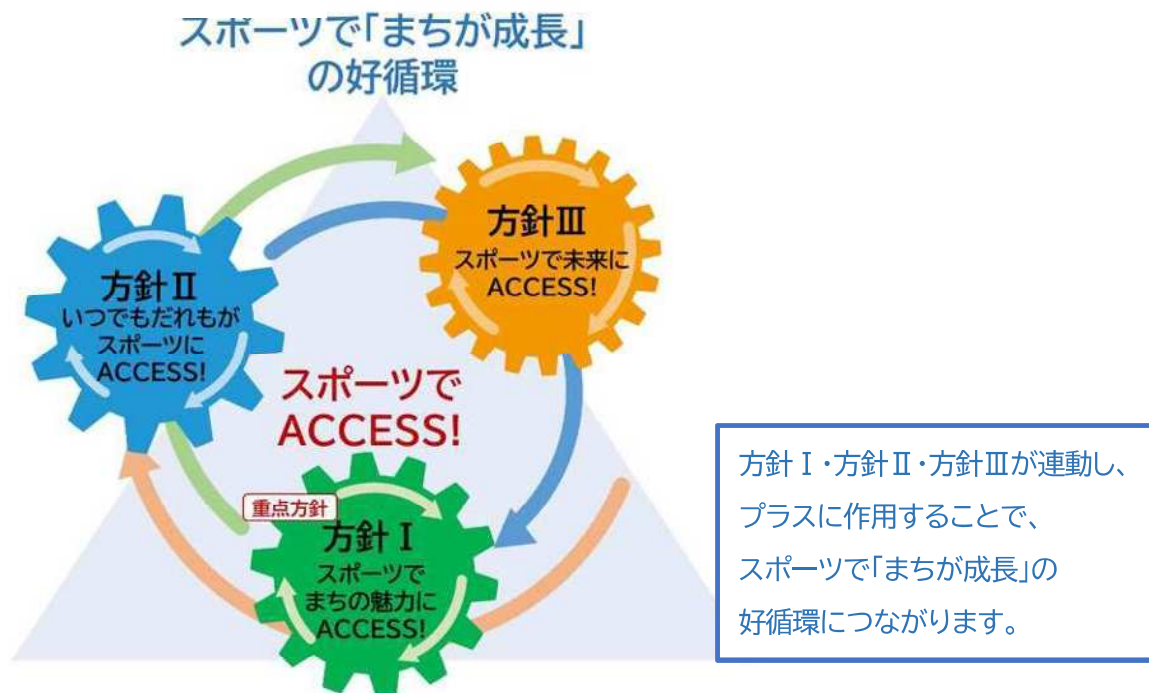 スポーツで「まちが成長」
の好循環
方針Ⅲ
スポーツで未来に
ACCESS!
方針Ⅱ
いつでもだれもが
スポーツに
ACCESS!
スポーツで
ACCESS!
重点方針
方針Ⅰ
スポーツで
まちの魅力に
ACCESS!
方針Ⅰ・方針Ⅱ・方針Ⅲが連動し、
プラスに作用することで、
スポーツで「まちが成長」の
好循環につながります。